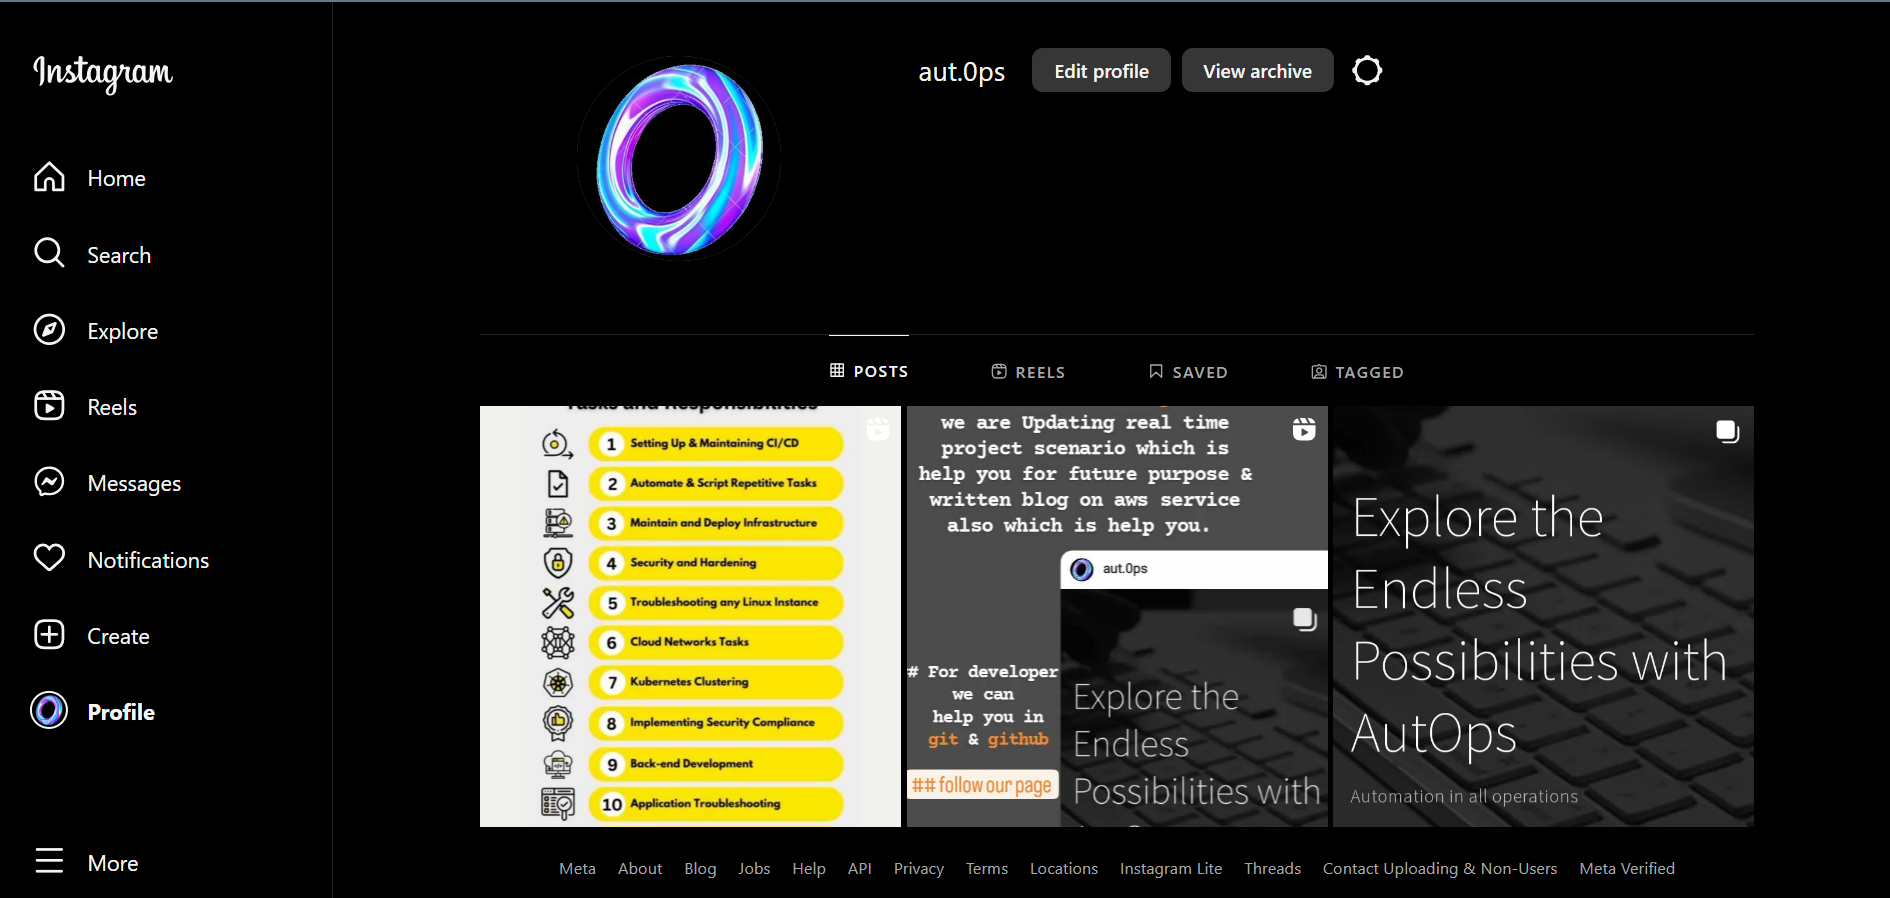 Instagram
Home
Search
Explore
Reels
Messages
Notifications
Create
Profile
More
aut.0ps
Edit profile
View archive
POSTS
REELS
SAVED
TAGGED
Tasks and Responsibilities
1 Setting Up & Maintaining CI/CD
2 Automate & Script Repetitive Tasks
3 Maintain and Deploy Infrastructure
4 Security and Hardening
5 Troubleshooting any Linux Instance
6 Cloud Networks Tasks
7 Kubernetes Clustering
8 Implementing Security Compliance
9 Back-end Development
10 Application Troubleshooting
we are Updating real time
project scenario which is
help you for future purpose &
written blog on aws service
also which is help you.
aut.0ps
# For developer
we can
help you in
git & github
## follow our page
Explore the
Endless
Possibilities with
Explore the
Endless
Possibilities with
AutOps
Automation in all operations
Meta About Blog Jobs Help API Privacy Terms Locations Instagram Lite Threads Contact Uploading & Non-Users Meta Verified